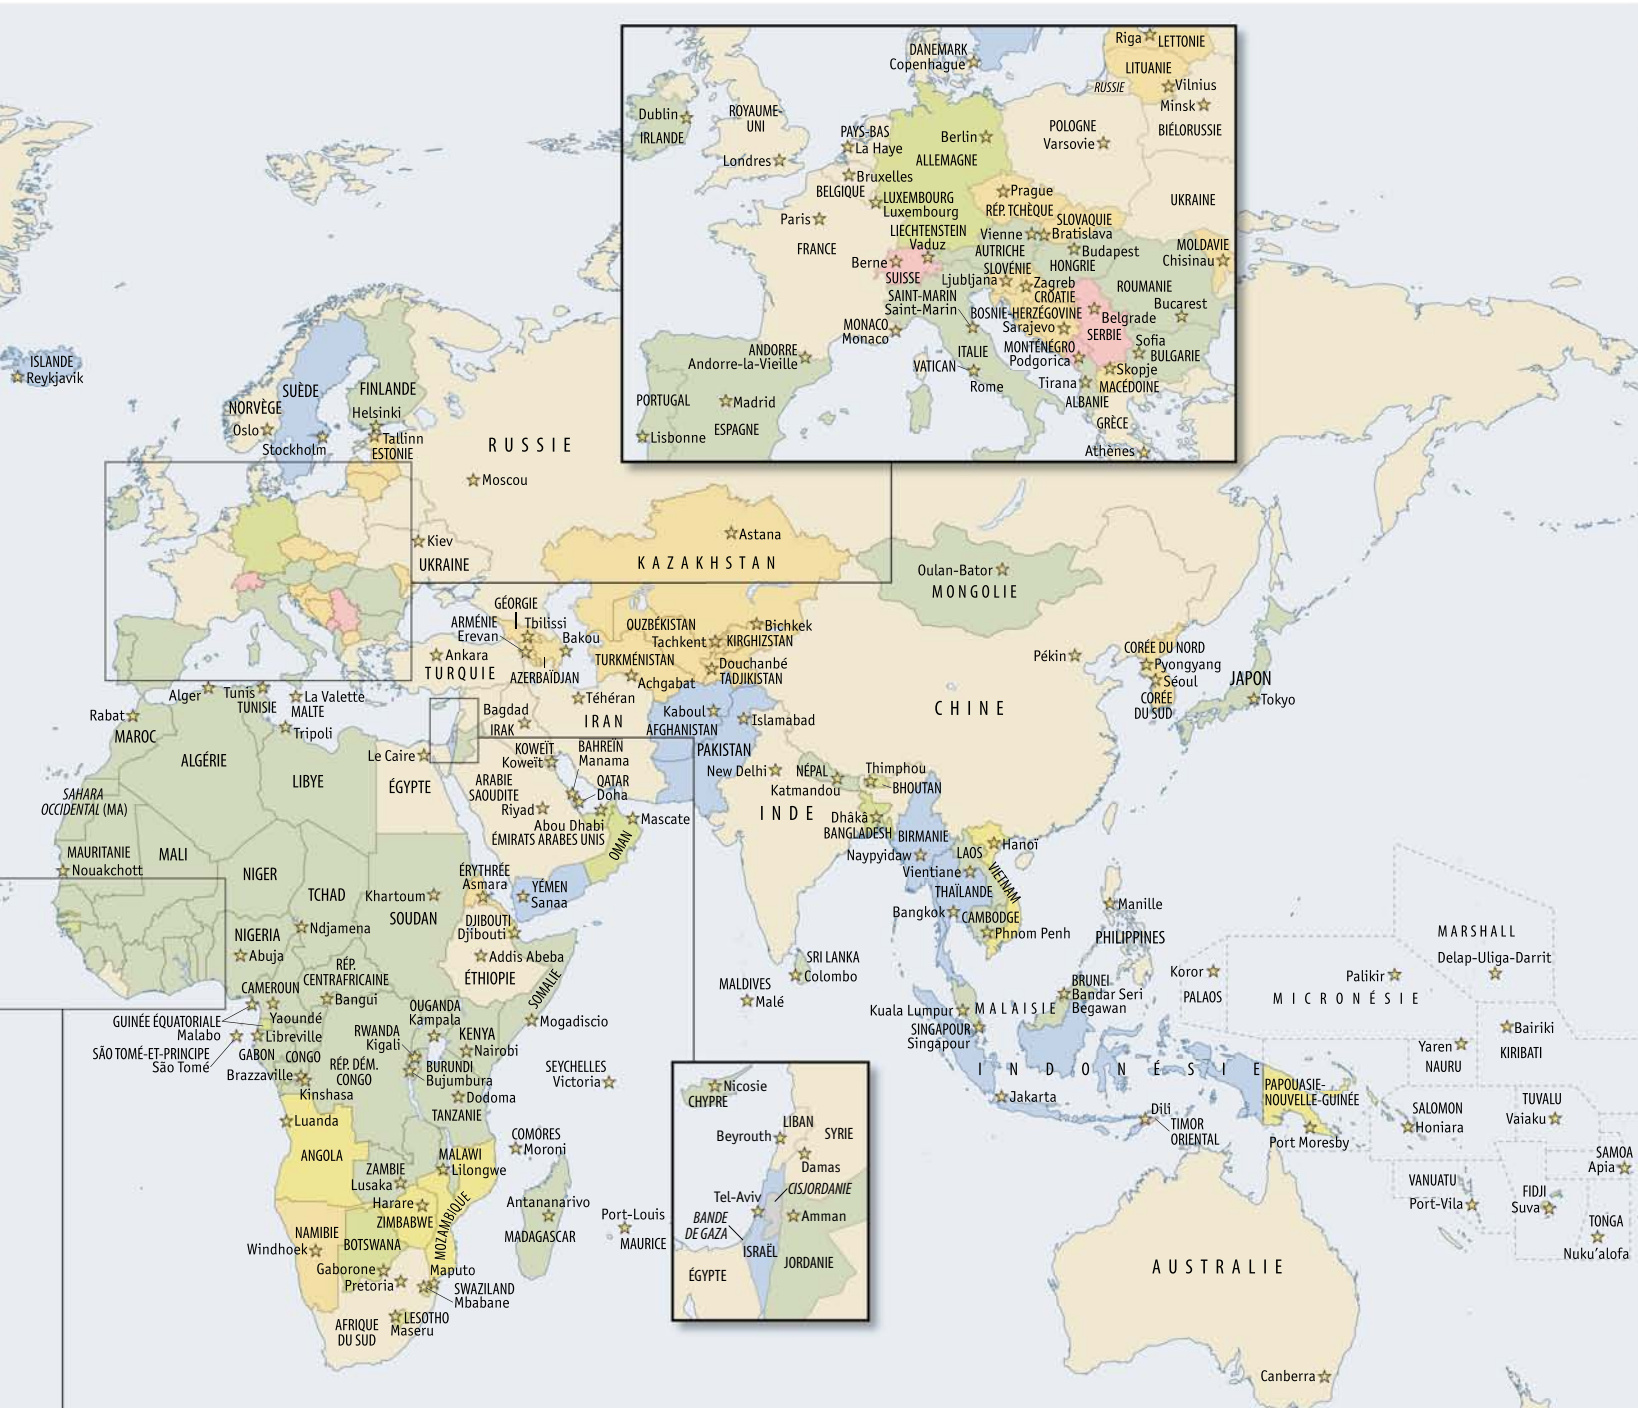 Riga
LETTONIE
DANEMARK
Copenhague
LITUANIE
RUSSIE
Vilnius
Minsk
BIÉLORUSSIE
Dublin
IRLANDE
ROYAUME-
UNI
Londres
PAYS-BAS
La Haye
Berlin
ALLEMAGNE
POLOGNE
Varsovie
Bruxelles
BELGIQUE
LUXEMBOURG
Luxembourg
Prague
RÉP. TCHÈQUE
SLOVAQUIE
Bratislava
UKRAINE
Paris
FRANCE
LIECHTENSTEIN
Vaduz
Vienne
AUTRICHE
Budapest
HONGRIE
MOLDAVIE
Chisinau
Berne
SUISSE
SLOVÉNIE
Ljubljana
Zagreb
CROATIE
ROUMANIE
Bucarest
SAINT-MARIN
Saint-Marin
BOSNIE-HERZÉGOVINE
Sarajevo
Belgrade
SERBIE
MONACO
Monaco
MONTÉNÉGRO
Podgorica
Sofia
BULGARIE
ANDORRE
Andorre-la-Vieille
ITALIE
VATICAN
Rome
Skopje
MACÉDOINE
Tirana
ALBANIE
PORTUGAL
Madrid
Lisbonne
ESPAGNE
GRÈCE
Athènes
ISLANDE
Reykjavik
SUÈDE
FINLANDE
Helsinki
NORVÈGE
Oslo
Stockholm
Tallinn
ESTONIE
RUSSIE
Moscou
Kiev
UKRAINE
Astana
KAZAKHSTAN
Oulan-Bator
MONGOLIE
GÉORGIE
Tbilissi
ARMÉNIE
Erevan
Bakou
AZERBAÏDJAN
OUZBÉKISTAN
Tachkent
Bichkek
KIRGHIZSTAN
TURKMÉNISTAN
Achgabat
Douchanbé
TADJIKISTAN
Ankara
TURQUIE
Pékin
CORÉE DU NORD
Pyongyang
Séoul
CORÉE
DU SUD
JAPON
Tokyo
Alger
Tunis
TUNISIE
La Valette
MALTE
Tripoli
Rabat
MAROC
Bagdad
IRAK
Téhéran
IRAN
Kaboul
AFGHANISTAN
Islamabad
PAKISTAN
CHINE
Le Caire
ÉGYPTE
ALGÉRIE
LIBYE
SAHARA
OCCIDENTAL (MA)
KOWEÏT
Koweït
BAHREÏN
Manama
ARABIE
SAOUDITE
Riyad
QATAR
Doha
Abou Dhabi
ÉMIRATS ARABES UNIS
Mascate
OMAN
New Delhi
INDE
NÉPAL
Katmandou
Thimphou
BHOUTAN
Dhâkâ
BANGLADESH
BIRMANIE
Naypyidaw
Hanoï
LAOS
Vientiane
VIETNAM
THAÏLANDE
Bangkok
CAMBODGE
Phnom Penh
MAURITANIE
Nouakchott
MALI
NIGER
TCHAD
Khartoum
SOUDAN
ÉRYTHRÉE
Asmara
YÉMEN
Sanaa
DJIBOUTI
Djibouti
Addis Abeba
ÉTHIOPIE
SOMALIE
Mogadiscio
Ndjamena
NIGERIA
Abuja
RÉP.
CENTRAFRICAINE
Bangui
CAMEROUN
Yaoundé
GUINÉE ÉQUATORIALE
Malabo
Libreville
GABON
SÃO TOMÉ-ET-PRINCIPE
São Tomé
CONGO
Brazzaville
RÉP. DÉM.
CONGO
Kinshasa
OUGANDA
Kampala
RWANDA
Kigali
KENYA
Nairobi
BURUNDI
Bujumbura
Dodoma
TANZANIE
SEYCHELLES
Victoria
SRI LANKA
Colombo
MALDIVES
Malé
Manille
PHILIPPINES
MARSHALL
Delap-Uliga-Darrit
Koror
PALAOS
Palikir
MICRONÉSIE
BRUNEI
Bandar Seri
Begawan
Kuala Lumpur
MALAISIE
SINGAPOUR
Singapour
INDONÉSIE
Jakarta
Dili
TIMOR
ORIENTAL
PAPOUASIE-
NOUVELLE-GUINÉE
Port Moresby
Bairiki
KIRIBATI
Yaren
NAURU
SALOMON
Honiara
TUVALU
Vaiaku
SAMOA
Apia
VANUATU
Port-Vila
FIDJI
Suva
TONGA
Nuku'alofa
Luanda
ANGOLA
ZAMBIE
Lusaka
MALAWI
Lilongwe
COMORES
Moroni
Harare
ZIMBABWE
MOZAMBIQUE
NAMIBIE
Windhoek
BOTSWANA
Gaborone
Pretoria
Maputo
SWAZILAND
Mbabane
LESOTHO
Maseru
AFRIQUE
DU SUD
Antananarivo
MADAGASCAR
Port-Louis
MAURICE
Nicosie
CHYPRE
LIBAN
Beyrouth
SYRIE
Damas
Tel-Aviv
CISJORDANIE
BANDE
DE GAZA
Amman
ISRAËL
JORDANIE
ÉGYPTE
AUSTRALIE
Canberra